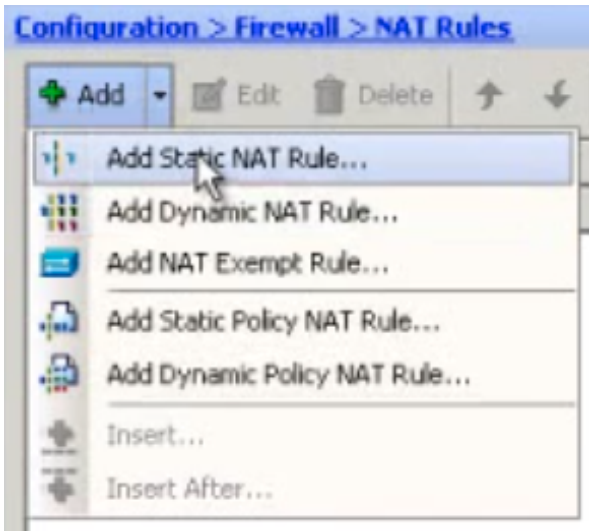 Configuration > Firewall > NAT Rules
Add Edit Delete
Add Static NAT Rule...
Add Dynamic NAT Rule...
Add NAT Exempt Rule...
Add Static Policy NAT Rule...
Add Dynamic Policy NAT Rule...
Insert...
Insert After...